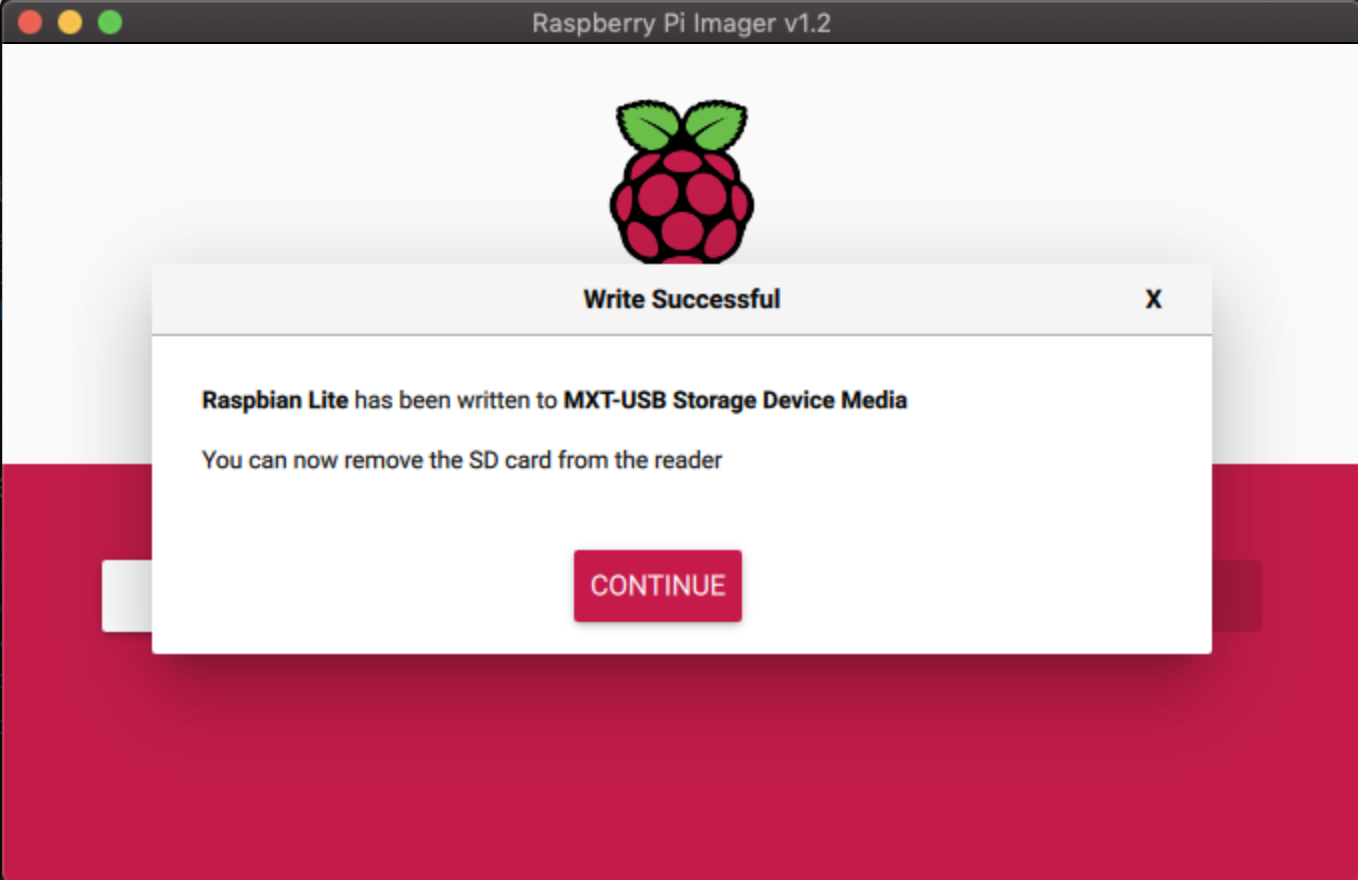 Raspberry Pi Imager v1.2
Write Successful
X
Raspbian Lite has been written to MXT-USB Storage Device Media
You can now remove the SD card from the reader
CONTINUE